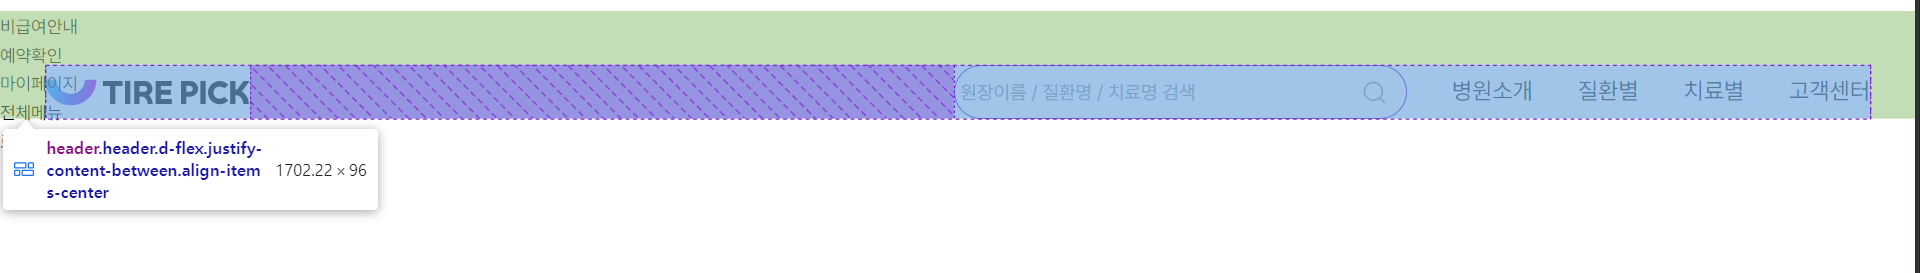 비급여안내
예약확인
마이페이지
TIRE PICK
원장이름 / 질환명 / 치료명 검색
병원소개
질환별
치료별
고객센터
전체메뉴
header.header.d-flex.justify-
content-between.align-item
s-center
1702.22 × 96